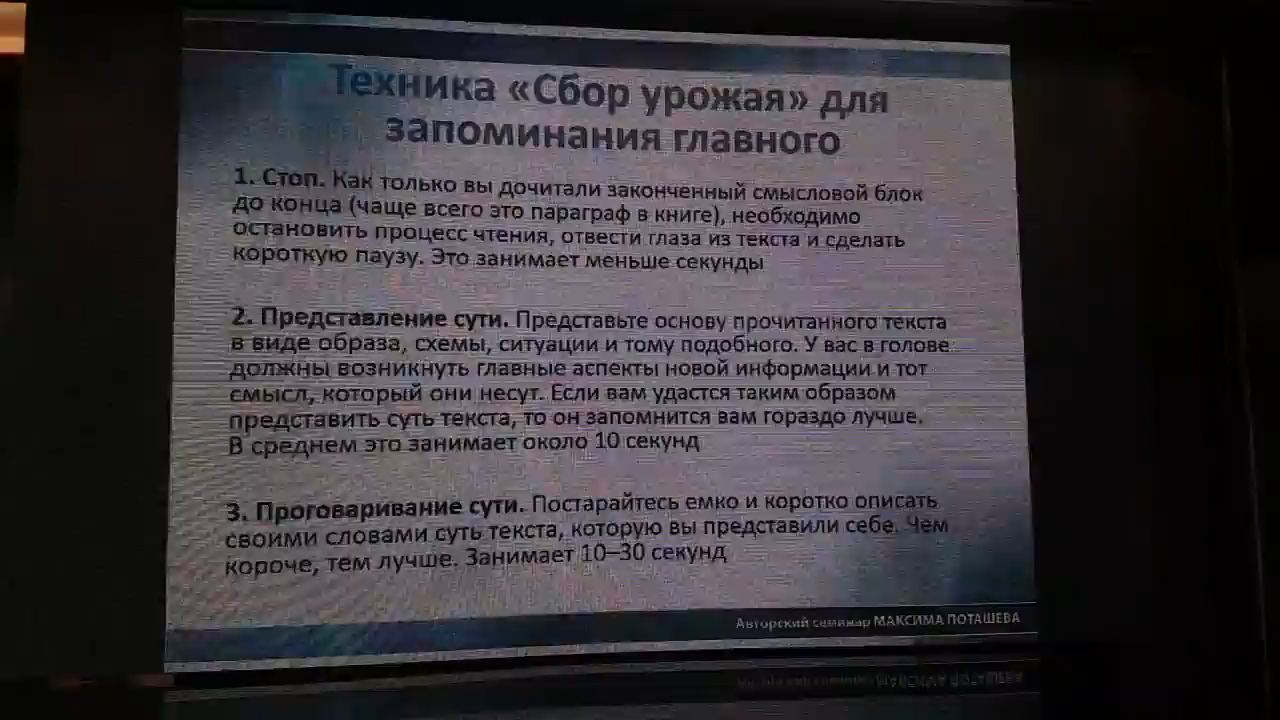 Техника «Сбор урожая» для
запоминания главного
1. Стоп. Как только вы дочитали законченный смысловой блок
до конца (чаще всего это параграф в книге), необходимо
остановить процесс чтения, отвести глаза из текста и сделать
короткую паузу. Это занимает меньше секунды
2. Представление сути. Представьте основу прочитанного текста
в виде образа, схемы, ситуации и тому подобного. У вас в голове
должны возникнуть главные аспекты новой информации и тот
смысл, который они несут. Если вам удастся таким образом
представить суть текста, то он запомнится вам гораздо лучше.
В среднем это занимает около 10 секунд
3. Проговаривание сути. Постарайтесь емко и коротко описать
своими словами суть текста, которую вы представили себе. Чем
короче, тем лучше. Занимает 10–30 секунд
Авторский семинар МАКСИМА ПОТАШЕВА